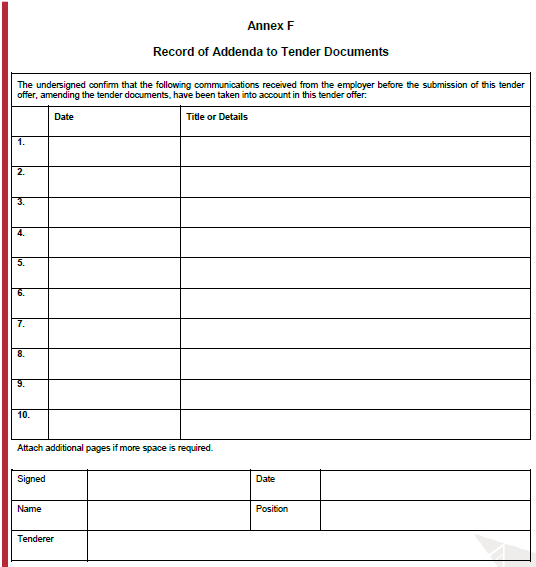 Annex F
Record of Addenda to Tender Documents
The undersigned confirm that the following communications received from the employer before the submission of this tender
offer, amending the tender documents, have been taken into account in this tender offer:
Date Title or Details
1.
2.
3.
4.
5.
6.
7.
8.
9.
10.
Attach additional pages if more space is required.
Signed Date
Name Position
Tenderer